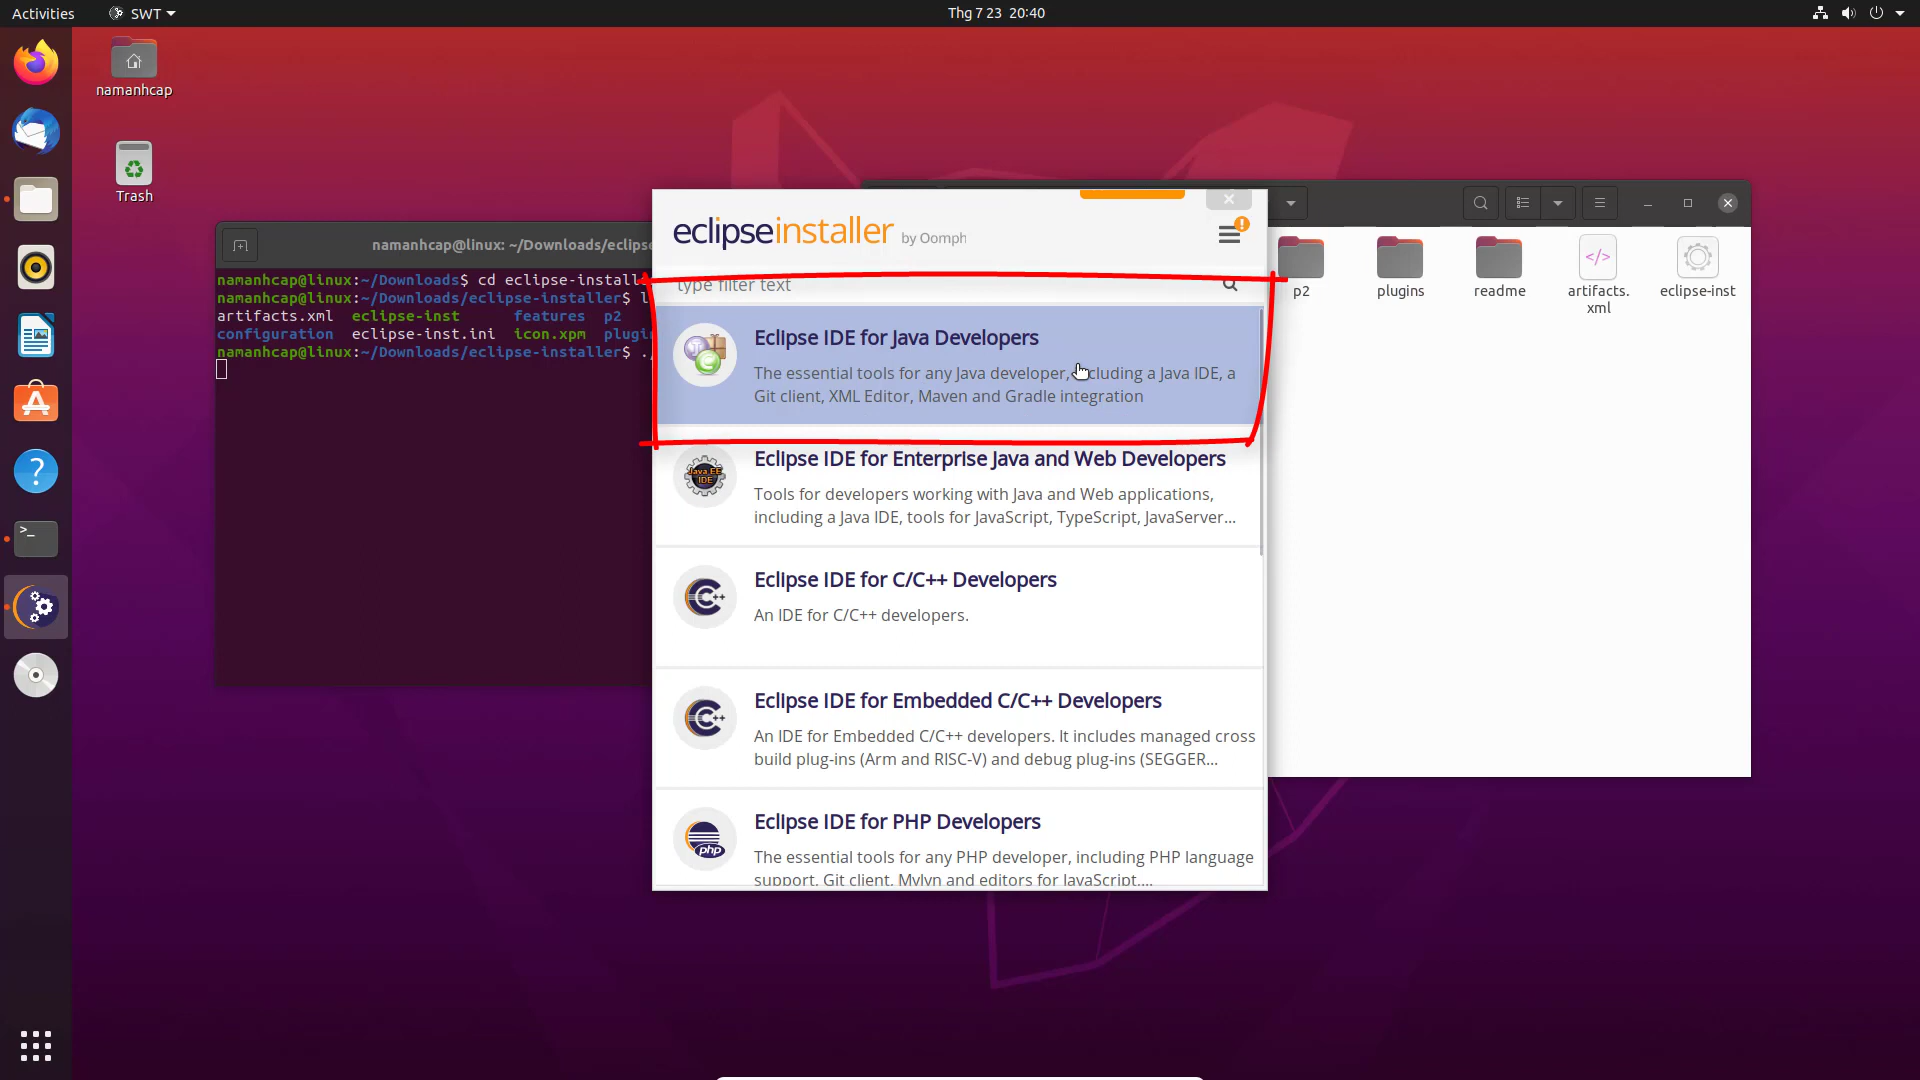 Activities
SWT
Thg 7 23 20:40
namanhcap
Trash
namanhcap@linux: ~/Downloads/eclipse
namanhcap@linux:~/Downloads$ cd eclipse-install
namanhcap@linux:~/Downloads/eclipse-installer$ l
artifacts.xml eclipse-inst features p2
configuration eclipse-inst.ini icon.xpm plugin
namanhcap@linux:~/Downloads/eclipse-installer$ ./
eclipseinstaller by Oomph
type filter text
Eclipse IDE for Java Developers
The essential tools for any Java developer, including a Java IDE, a
Git client, XML Editor, Maven and Gradle integration
Java EE
IDE
Eclipse IDE for Enterprise Java and Web Developers
Tools for developers working with Java and Web applications,
including a Java IDE, tools for JavaScript, TypeScript, JavaServer...
Eclipse IDE for C/C++ Developers
An IDE for C/C++ developers.
Eclipse IDE for Embedded C/C++ Developers
An IDE for Embedded C/C++ developers. It includes managed cross
build plug-ins (Arm and RISC-V) and debug plug-ins (SEGGER...
php
Eclipse IDE for PHP Developers
The essential tools for any PHP developer, including PHP language
support, Git client, Mylyn and editors for JavaScript,...
p2
plugins
readme
artifacts.
xml
eclipse-inst